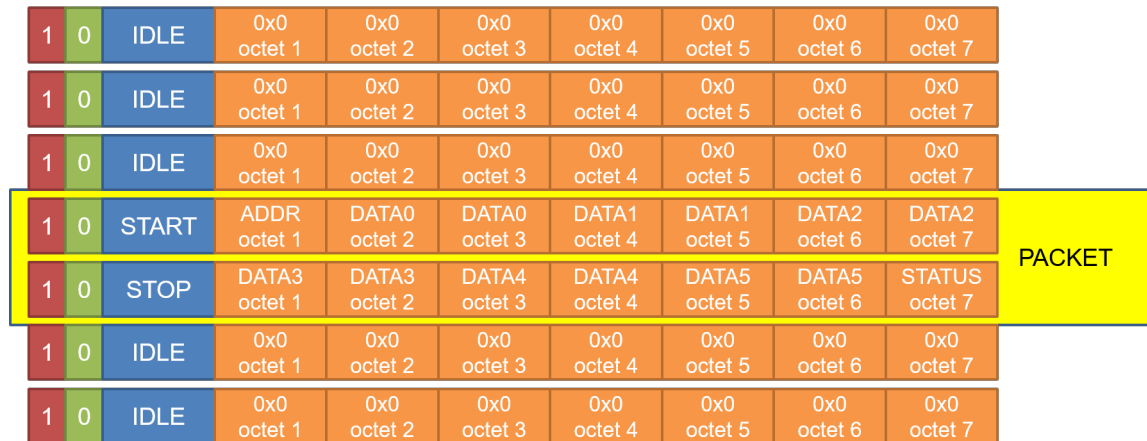 1 0 IDLE 0x0 0x0 0x0 0x0 0x0 0x0 0x0
octet 1 octet 2 octet 3 octet 4 octet 5 octet 6 octet 7
1 0 IDLE 0x0 0x0 0x0 0x0 0x0 0x0 0x0
octet 1 octet 2 octet 3 octet 4 octet 5 octet 6 octet 7
1 0 IDLE 0x0 0x0 0x0 0x0 0x0 0x0 0x0
octet 1 octet 2 octet 3 octet 4 octet 5 octet 6 octet 7
1 0 START ADDR DATA0 DATA0 DATA1 DATA1 DATA2 DATA2
octet 1 octet 2 octet 3 octet 4 octet 5 octet 6 octet 7
PACKET
1 0 STOP DATA3 DATA3 DATA4 DATA4 DATA5 DATA5 STATUS
octet 1 octet 2 octet 3 octet 4 octet 5 octet 6 octet 7
1 0 IDLE 0x0 0x0 0x0 0x0 0x0 0x0 0x0
octet 1 octet 2 octet 3 octet 4 octet 5 octet 6 octet 7
1 0 IDLE 0x0 0x0 0x0 0x0 0x0 0x0 0x0
octet 1 octet 2 octet 3 octet 4 octet 5 octet 6 octet 7